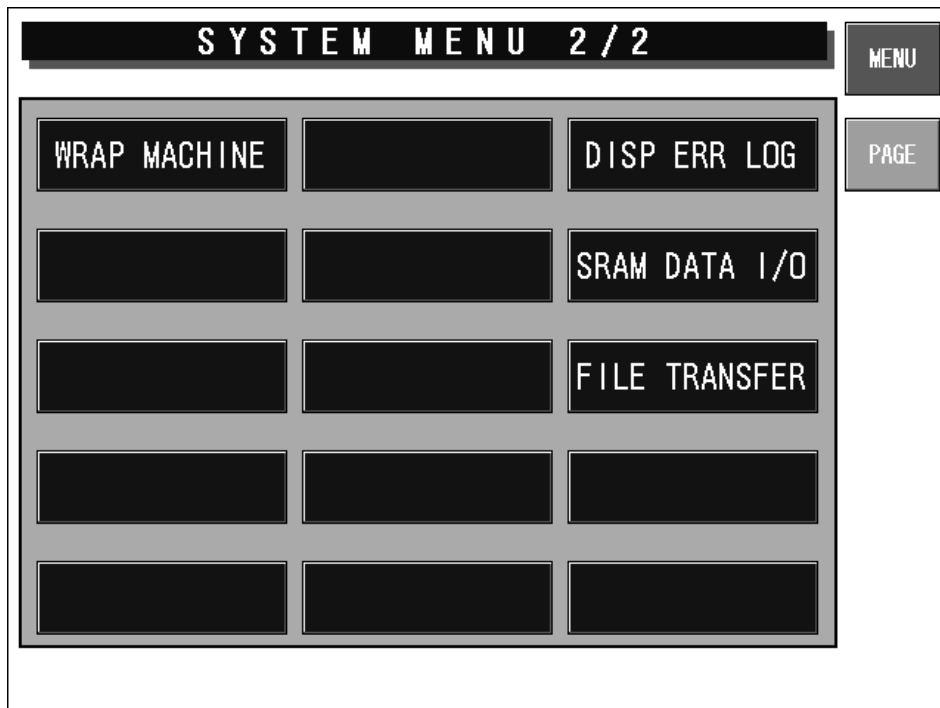 SYSTEM MENU 2/2
MENU
WRAP MACHINE
DISP ERR LOG
PAGE
SRAM DATA I/O
FILE TRANSFER